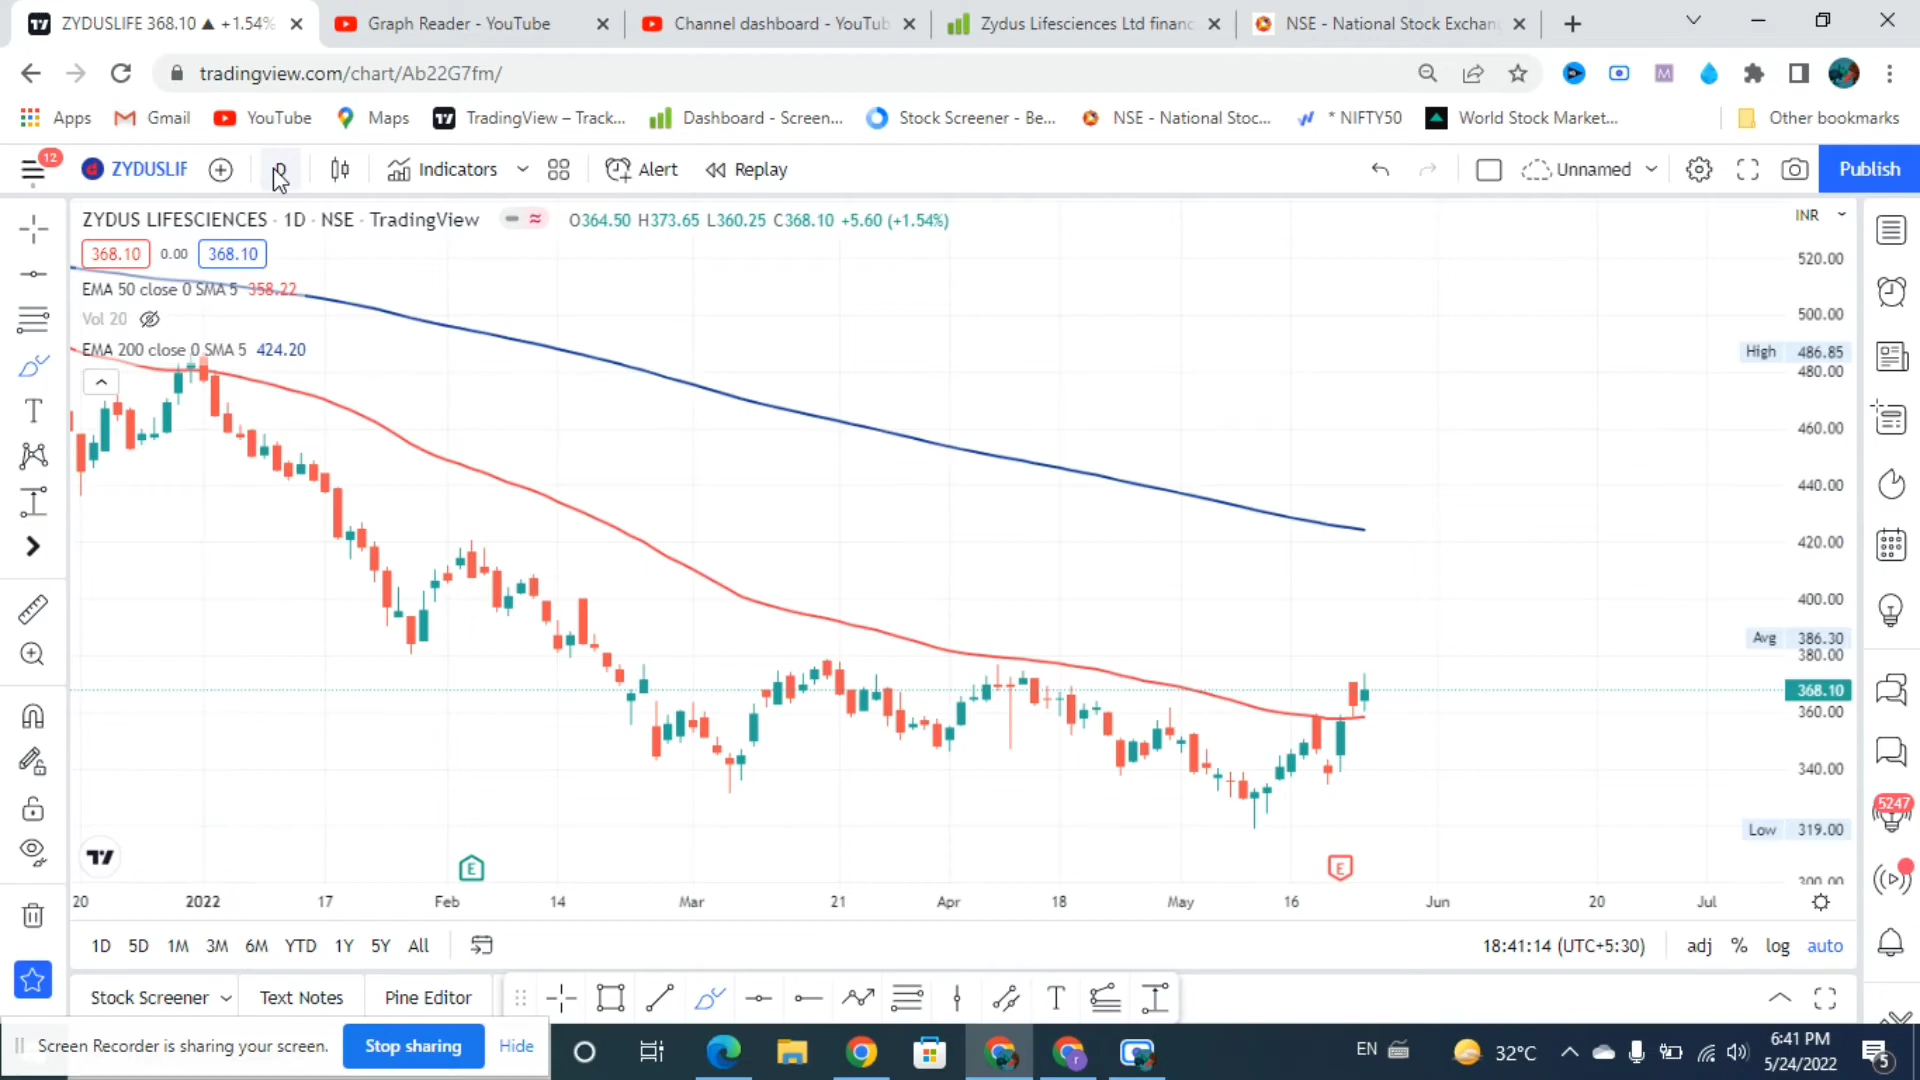 ZYDUSLIFE 368.10 ▲ +1.54%
Graph Reader - YouTube
Channel dashboard - YouTub
Zydus Lifesciences Ltd financ
NSE - National Stock Exchan
tradingview.com/chart/Ab22G7fm/
Apps
Gmail
YouTube
Maps
TradingView – Track...
Dashboard - Screen...
Stock Screener - Be...
NSE - National Stoc...
* NIFTY50
World Stock Market...
Other bookmarks
12
ZYDUSLIF
D
Indicators
Alert
Replay
Unnamed
Publish
ZYDUS LIFESCIENCES · 1D · NSE · TradingView
O364.50 H373.65 L360.25 C368.10 +5.60 (+1.54%)
INR
368.10 0.00 368.10
EMA 50 close 0 SMA 5 358.22
Vol 20
EMA 200 close 0 SMA 5 424.20
520.00
500.00
High 486.85
480.00
460.00
440.00
420.00
400.00
Avg 386.30
380.00
368.10
360.00
340.00
Low 319.00
300.00
5247
E
E
20 2022 17 Feb 14 Mar 21 Apr 18 May 16 Jun 20 Jul
1D 5D 1M 3M 6M YTD 1Y 5Y All
18:41:14 (UTC+5:30)
adj % log auto
Stock Screener
Text Notes
Pine Editor
Screen Recorder is sharing your screen.
Stop sharing
Hide
EN
32°C
6:41 PM
5/24/2022
5